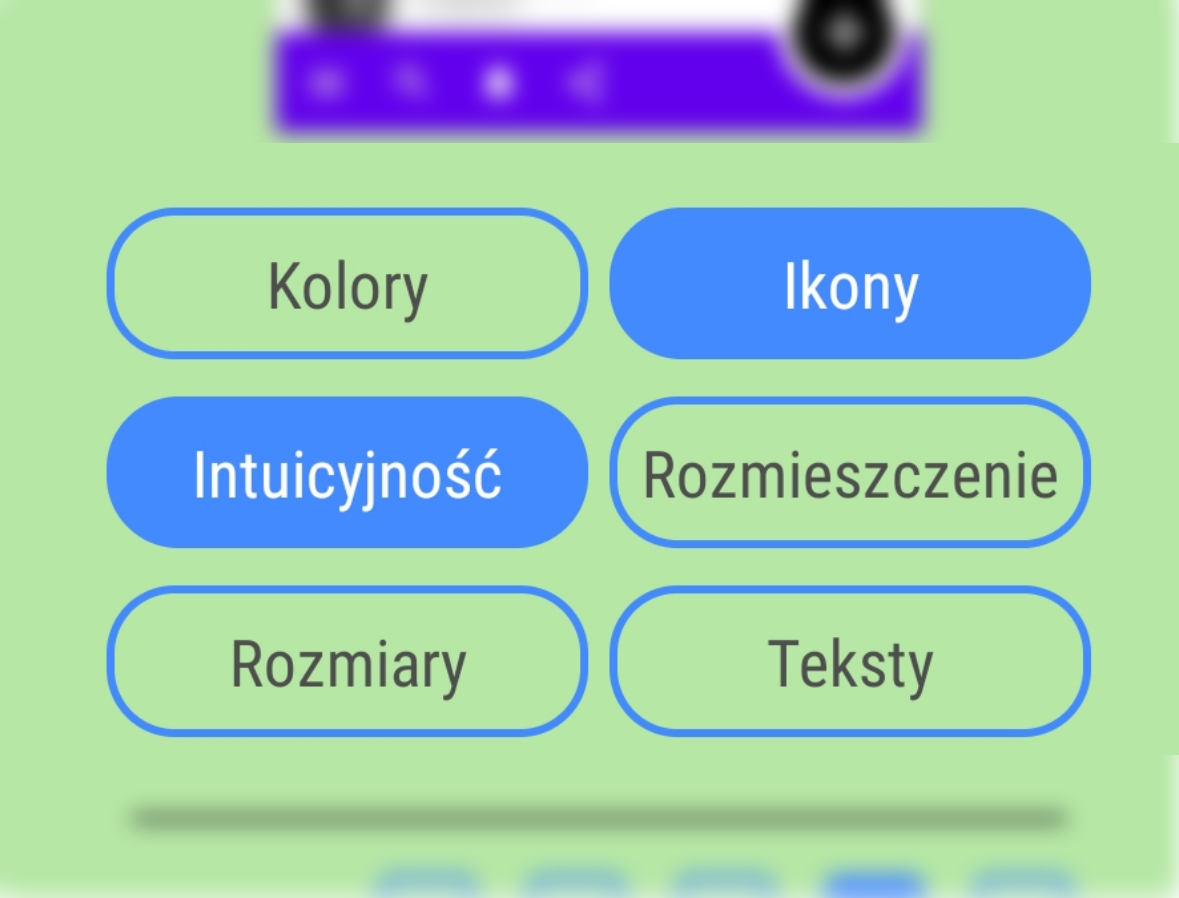 Kolory
Ikony
Intuicyjność
Rozmieszczenie
Rozmiary
Teksty